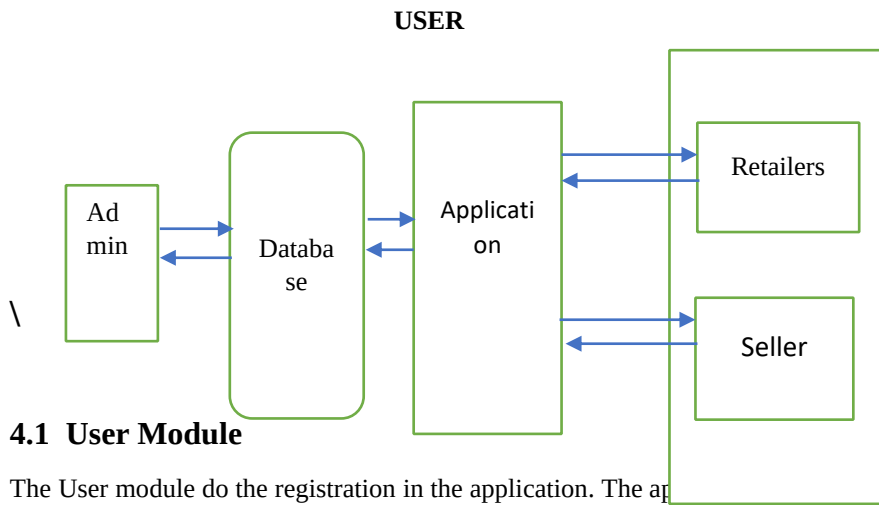 USER
Ad
min
Databa
se
Applicati
on
Retailers
Seller
\
4.1 User Module
The User module do the registration in the application. The